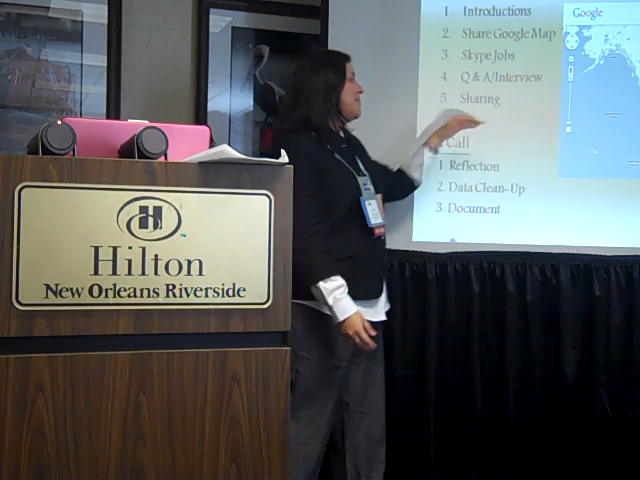 1. Introductions
2. Share Google Map
3. Skype Jobs
4. Q & A/Interview
5. Sharing
Call
1 Reflection
2. Data Clean-Up
3. Document
Google
H
Hilton
New Orleans Riverside